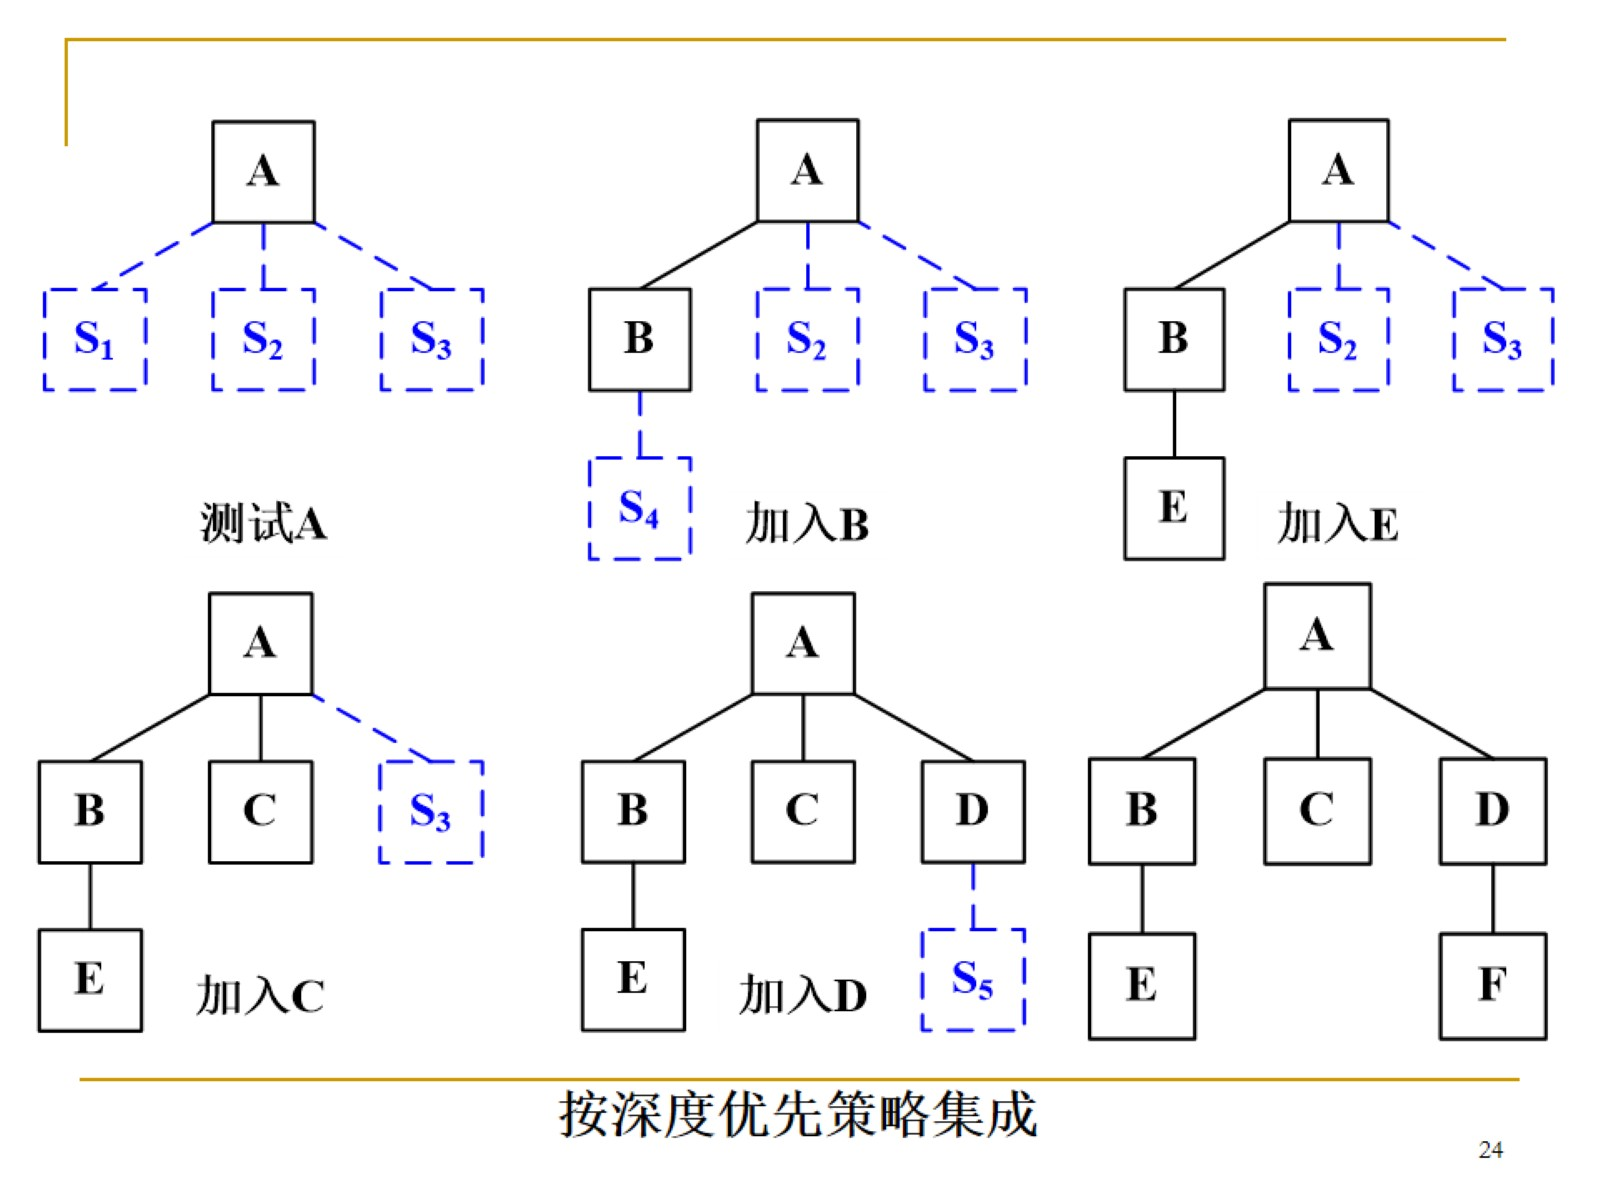 A
S₁ S₂ S₃
测试A
A
B S₂ S₃
S₄
加入B
A
B S₂ S₃
E
加入E
A
B C S₃
E
加入C
A
B C D
E S₅
加入D
A
B C D
E F
按深度优先策略集成
24